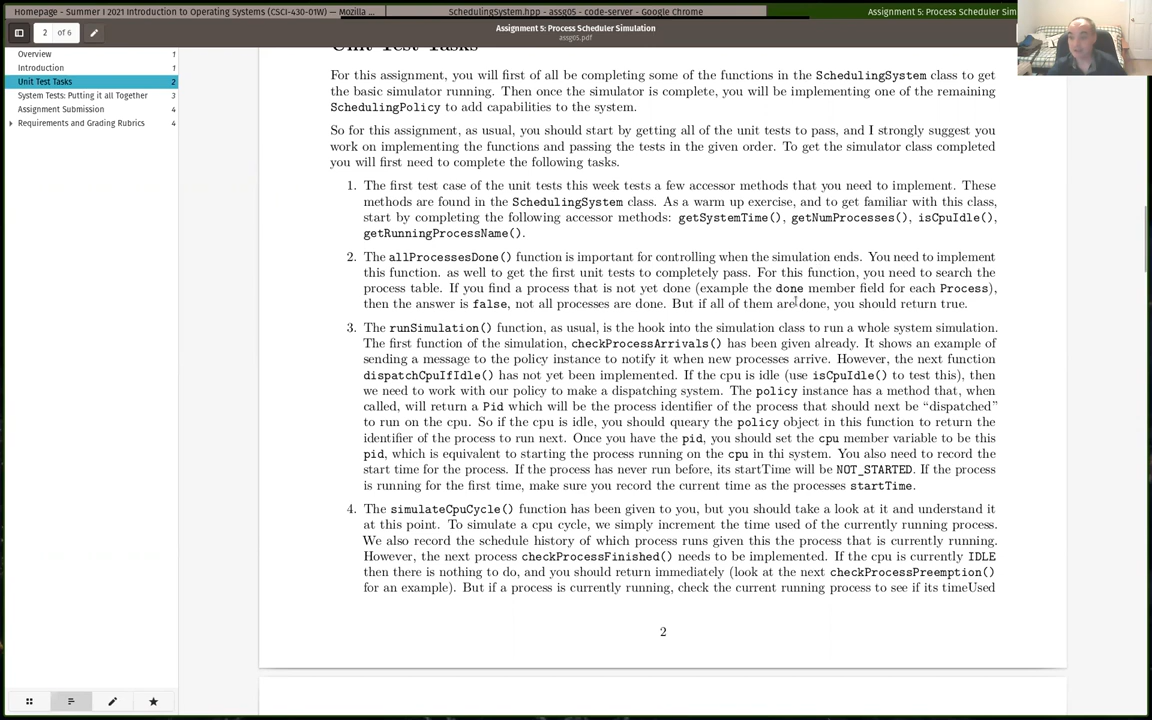 Homepage - Summer I 2021 Introduction to Operating Systems (CSCI-430-01W) — Mozilla ...
SchedulingSystem.hpp - assg05 - code-server - Google Chrome
Assignment 5: Process Scheduler Sim
2 of 6
Assignment 5: Process Scheduler Simulation
assg05.pdf
Overview 1
Introduction 1
Unit Test Tasks 2
System Tests: Putting it all Together 3
Assignment Submission 4
Requirements and Grading Rubrics 4
Unit Test Tasks
For this assignment, you will first of all be completing some of the functions in the SchedulingSystem class to get
the basic simulator running. Then once the simulator is complete, you will be implementing one of the remaining
SchedulingPolicy to add capabilities to the system.
So for this assignment, as usual, you should start by getting all of the unit tests to pass, and I strongly suggest you
work on implementing the functions and passing the tests in the given order. To get the simulator class completed
you will first need to complete the following tasks.
1. The first test case of the unit tests this week tests a few accessor methods that you need to implement. These
methods are found in the SchedulingSystem class. As a warm up exercise, and to get familiar with this class,
start by completing the following accessor methods: getSystemTime(), getNumProcesses(), isCpuIdle(),
getRunningProcessName().
2. The allProcessesDone() function is important for controlling when the simulation ends. You need to implement
this function. as well to get the first unit tests to completely pass. For this function, you need to search the
process table. If you find a process that is not yet done (example the done member field for each Process),
then the answer is false, not all processes are done. But if all of them are done, you should return true.
3. The runSimulation() function, as usual, is the hook into the simulation class to run a whole system simulation.
The first function of the simulation, checkProcessArrivals() has been given already. It shows an example of
sending a message to the policy instance to notify it when new processes arrive. However, the next function
dispatchCpuIfIdle() has not yet been implemented. If the cpu is idle (use isCpuIdle() to test this), then
we need to work with our policy to make a dispatching system. The policy instance has a method that, when
called, will return a Pid which will be the process identifier of the process that should next be “dispatched”
to run on the cpu. So if the cpu is idle, you should queary the policy object in this function to return the
identifier of the process to run next. Once you have the pid, you should set the cpu member variable to be this
pid, which is equivalent to starting the process running on the cpu in thi system. You also need to record the
start time for the process. If the process has never run before, its startTime will be NOT_STARTED. If the process
is running for the first time, make sure you record the current time as the processes startTime.
4. The simulateCpuCycle() function has been given to you, but you should take a look at it and understand it
at this point. To simulate a cpu cycle, we simply increment the time used of the currently running process.
We also record the schedule history of which process runs given this the process that is currently running.
However, the next process checkProcessFinished() needs to be implemented. If the cpu is currently IDLE
then there is nothing to do, and you should return immediately (look at the next checkProcessPreemption()
for an example). But if a process is currently running, check the current running process to see if its timeUsed
2